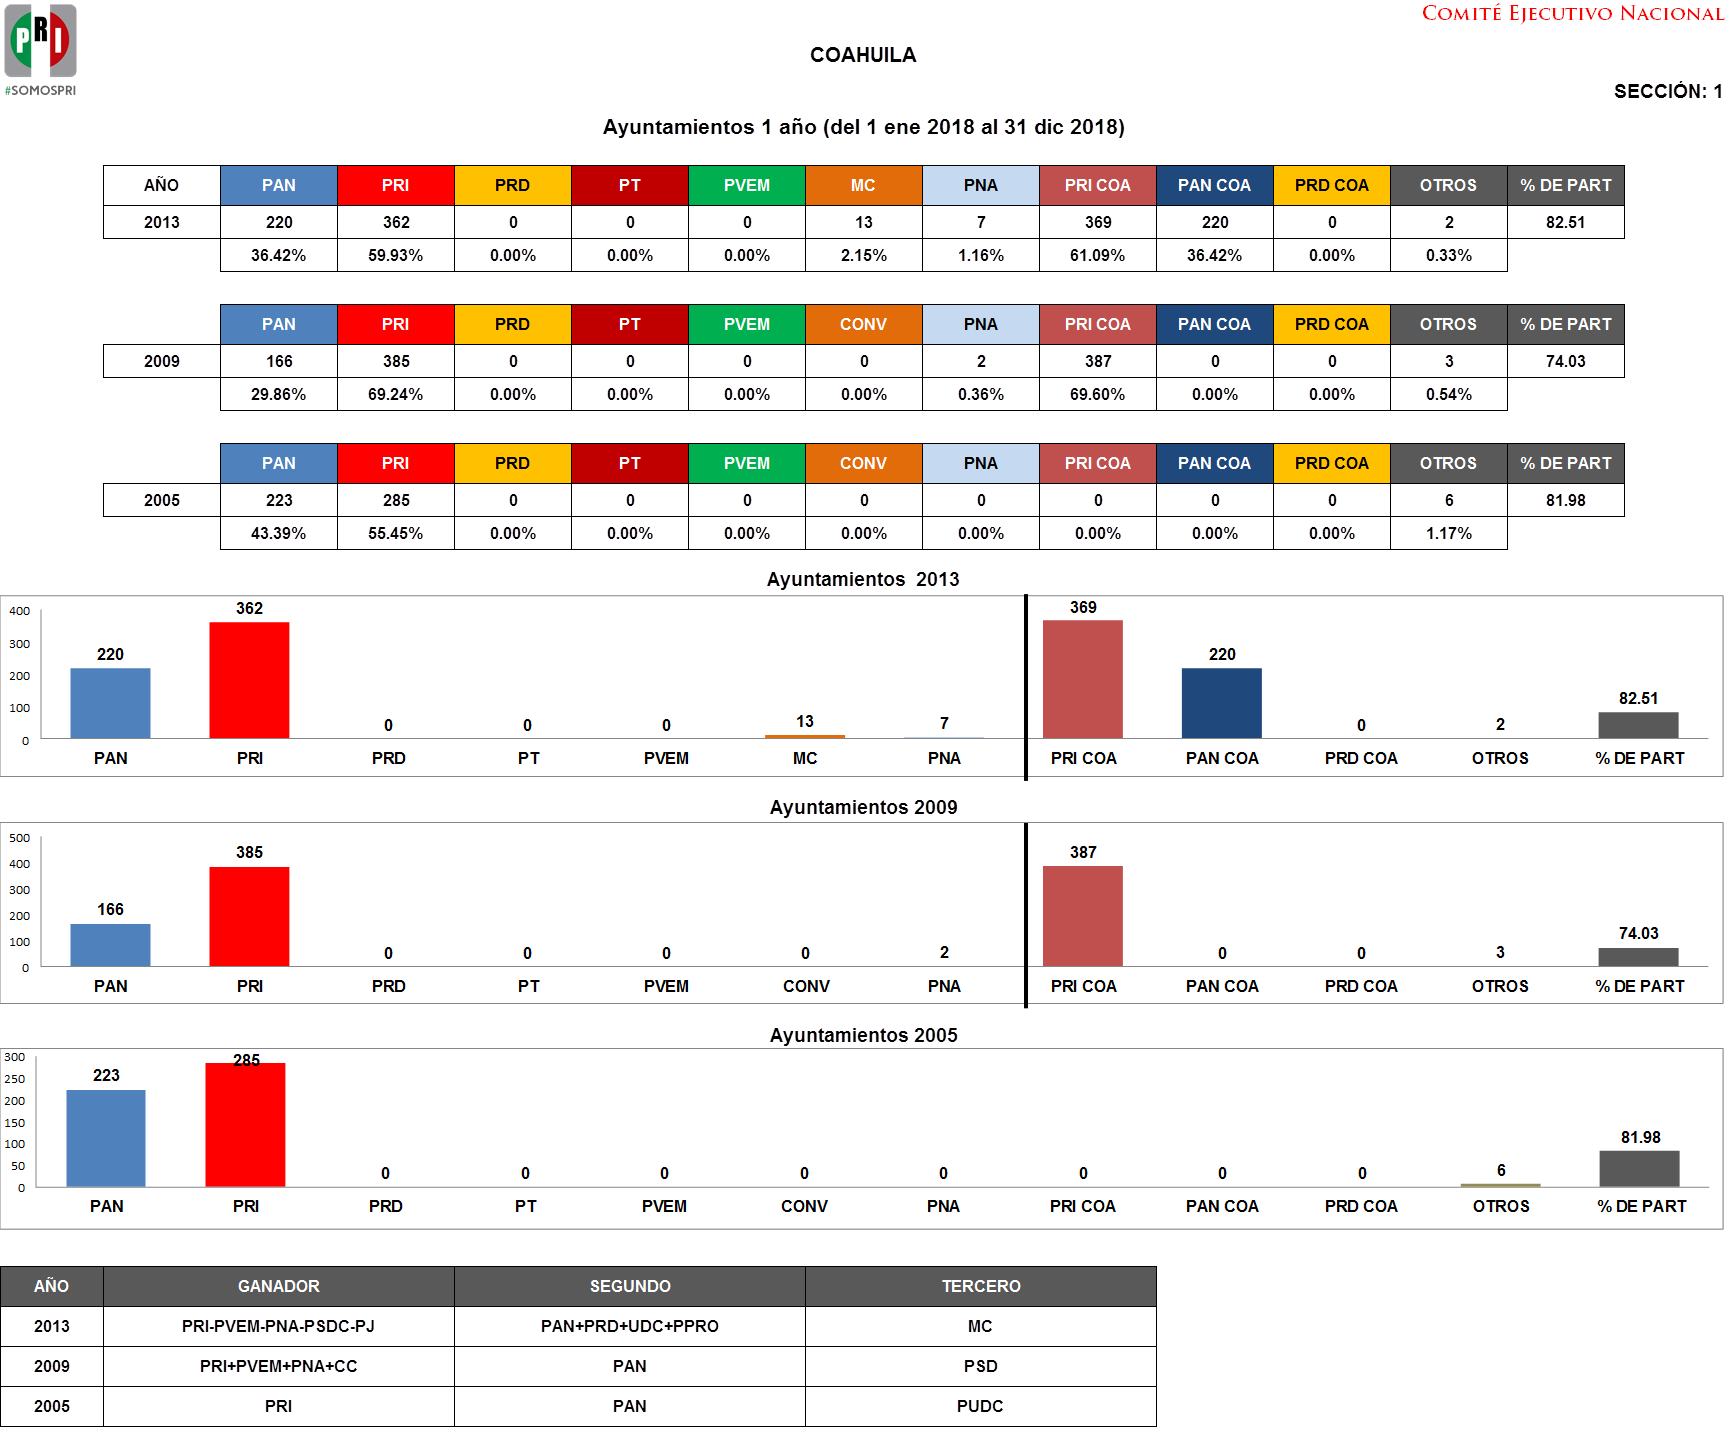 PRI
#SOMOSPRI
COMITÉ EJECUTIVO NACIONAL
COAHUILA
SECCIÓN: 1
Ayuntamientos 1 año (del 1 ene 2018 al 31 dic 2018)
AÑO PAN PRI PRD PT PVEM MC PNA PRI COA PAN COA PRD COA OTROS % DE PART
2013 220 362 0 0 0 13 7 369 220 0 2 82.51
36.42% 59.93% 0.00% 0.00% 0.00% 2.15% 1.16% 61.09% 36.42% 0.00% 0.33%
PAN PRI PRD PT PVEM CONV PNA PRI COA PAN COA PRD COA OTROS % DE PART
2009 166 385 0 0 0 0 2 387 0 0 3 74.03
29.86% 69.24% 0.00% 0.00% 0.00% 0.00% 0.36% 69.60% 0.00% 0.00% 0.54%
PAN PRI PRD PT PVEM CONV PNA PRI COA PAN COA PRD COA OTROS % DE PART
2005 223 285 0 0 0 0 0 0 0 0 6 81.98
43.39% 55.45% 0.00% 0.00% 0.00% 0.00% 0.00% 0.00% 0.00% 0.00% 1.17%
Ayuntamientos 2013
400
300
200
100
0
220 362 0 0 0 13 7 369 220 0 2 82.51
PAN PRI PRD PT PVEM MC PNA PRI COA PAN COA PRD COA OTROS % DE PART
Ayuntamientos 2009
500
400
300
200
100
0
166 385 0 0 0 0 2 387 0 0 3 74.03
PAN PRI PRD PT PVEM CONV PNA PRI COA PAN COA PRD COA OTROS % DE PART
Ayuntamientos 2005
300
250
200
150
100
50
0
223 285 0 0 0 0 0 0 0 0 6 81.98
PAN PRI PRD PT PVEM CONV PNA PRI COA PAN COA PRD COA OTROS % DE PART
AÑO GANADOR SEGUNDO TERCERO
2013 PRI-PVEM-PNA-PSDC-PJ PAN+PRD+UDC+PPRO MC
2009 PRI+PVEM+PNA+CC PAN PSD
2005 PRI PAN PUDC